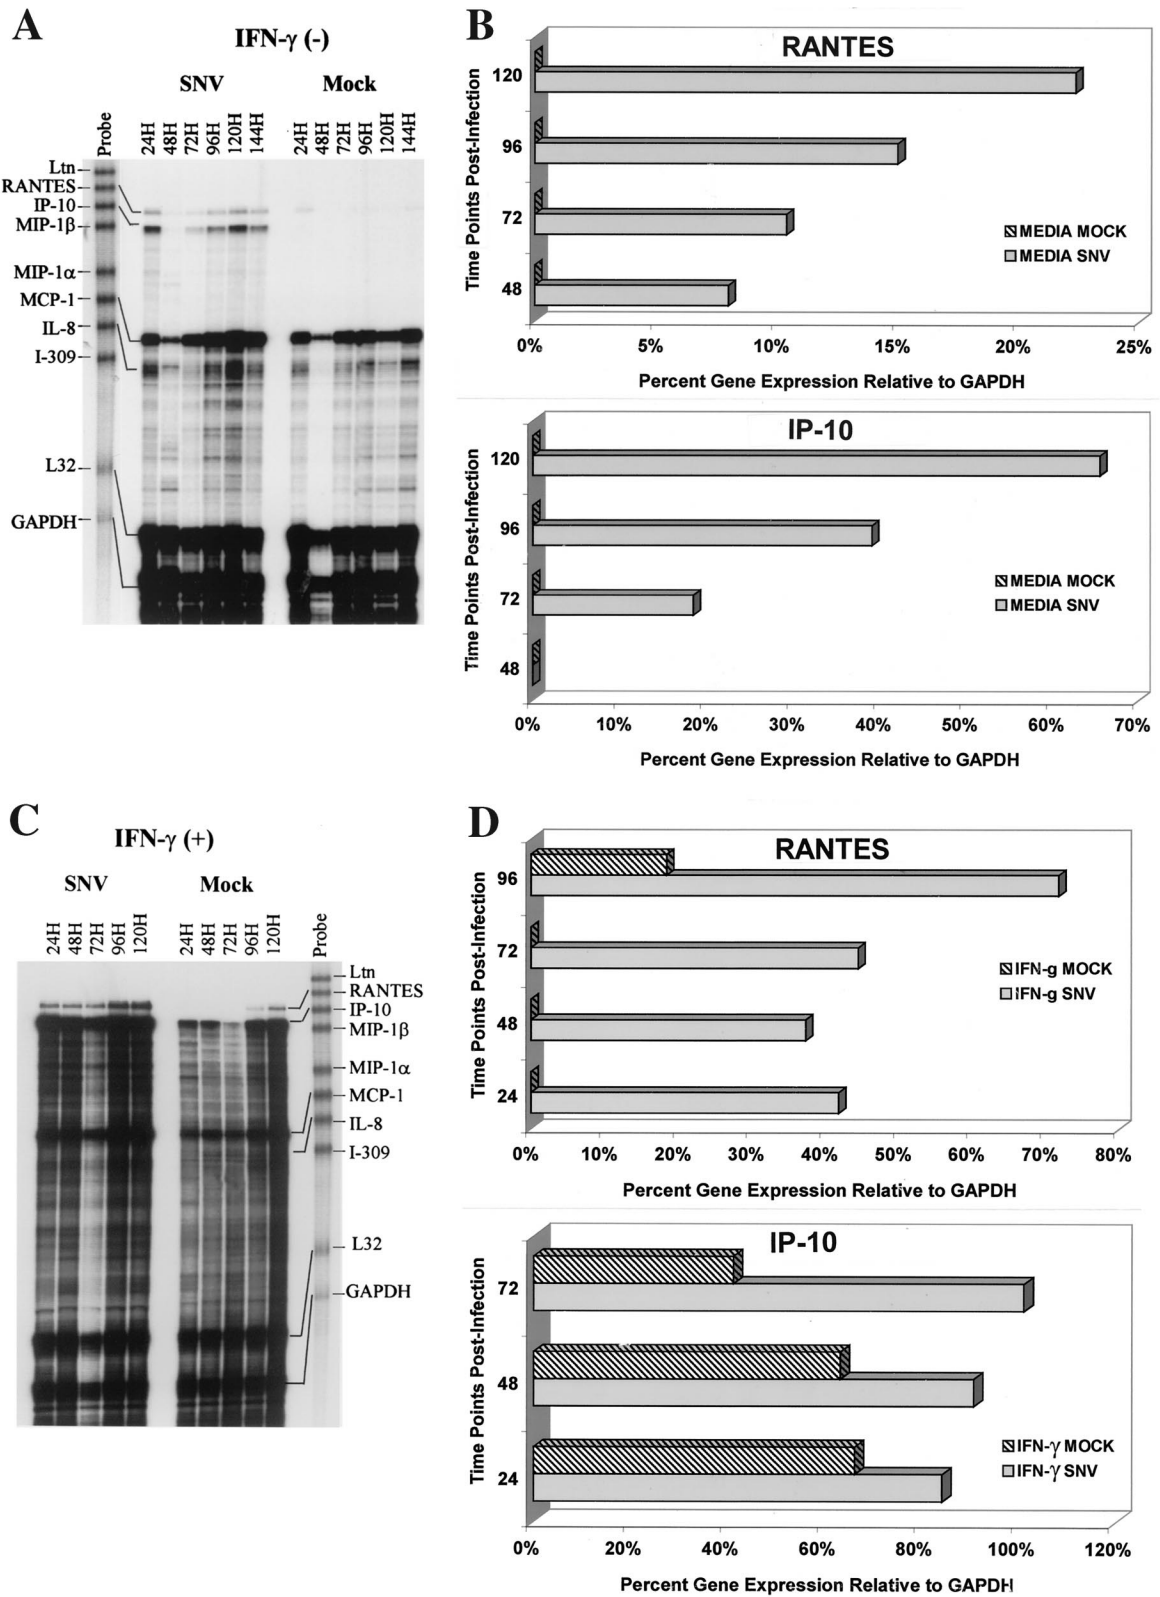 A
IFN-γ (-)
SNV Mock
Probe 24H 48H 72H 96H 120H 144H 24H 48H 72H 96H 120H 144H
Ltn
RANTES
IP-10
MIP-1β
MIP-1α
MCP-1
IL-8
I-309
L32
GAPDH
B
RANTES
Time Points Post-Infection
120
96
72
48
MEDIA MOCK
MEDIA SNV
0% 5% 10% 15% 20% 25%
Percent Gene Expression Relative to GAPDH
IP-10
Time Points Post-Infection
120
96
72
48
MEDIA MOCK
MEDIA SNV
0% 10% 20% 30% 40% 50% 60% 70%
Percent Gene Expression Relative to GAPDH
C
IFN-γ (+)
SNV Mock
24H 48H 72H 96H 120H 24H 48H 72H 96H 120H Probe
Ltn
RANTES
IP-10
MIP-1β
MIP-1α
MCP-1
IL-8
I-309
L32
GAPDH
D
RANTES
Time Points Post-Infection
96
72
48
24
IFN-g MOCK
IFN-g SNV
0% 10% 20% 30% 40% 50% 60% 70% 80%
Percent Gene Expression Relative to GAPDH
IP-10
Time Points Post-Infection
72
48
24
IFN-γ MOCK
IFN-γ SNV
0% 20% 40% 60% 80% 100% 120%
Percent Gene Expression Relative to GAPDH